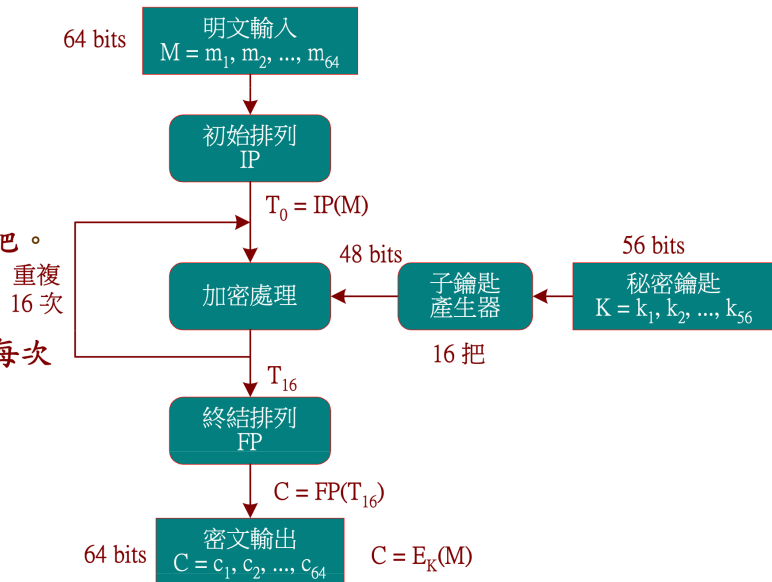 64 bits
明文輸入
M = m1, m2, ..., m64
初始排列
IP
T0 = IP(M)
把。
重複
16 次
每次
加密處理
48 bits
子鑰匙
產生器
16 把
56 bits
秘密鑰匙
K = k1, k2, ..., k56
T16
終結排列
FP
C = FP(T16)
64 bits
密文輸出
C = c1, c2, ..., c64
C = EK(M)